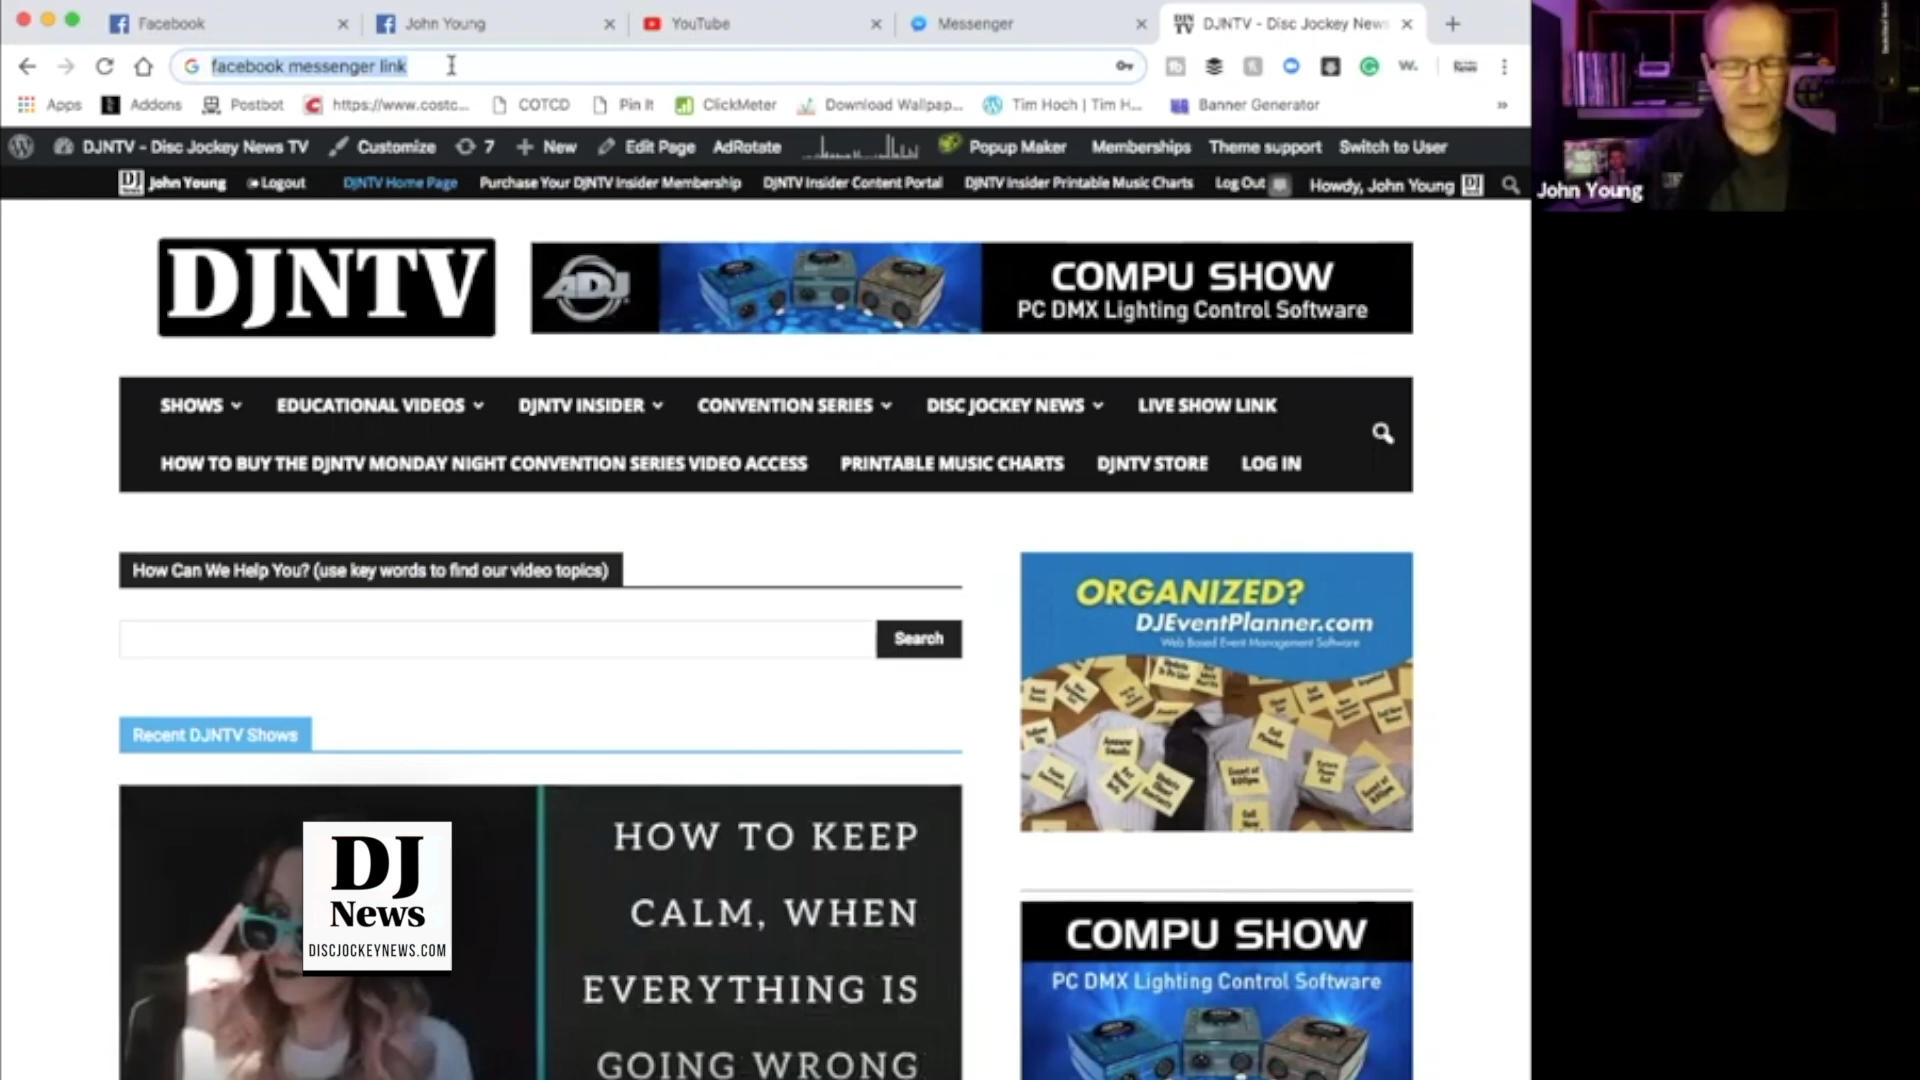 Facebook
John Young
YouTube
Messenger
DJNTV - Disc Jockey News
facebook messenger link
Apps
Addons
Postbot
https://www.costc...
COTCD
Pin It
ClickMeter
Download Wallpap...
Tim Hoch | Tim H...
Banner Generator
»
DJNTV - Disc Jockey News TV
Customize
7
New
Edit Page
AdRotate
Popup Maker
Memberships
Theme support
Switch to User
DJ
John Young
Logout
DJNTV Home Page
Purchase Your DJNTV Insider Membership
DJNTV Insider Content Portal
DJNTV Insider Printable Music Charts
Log Out
Howdy, John Young
John Young
DJNTV
ADJ
COMPU SHOW
PC DMX Lighting Control Software
SHOWS
EDUCATIONAL VIDEOS
DJNTV INSIDER
CONVENTION SERIES
DISC JOCKEY NEWS
LIVE SHOW LINK
HOW TO BUY THE DJNTV MONDAY NIGHT CONVENTION SERIES VIDEO ACCESS
PRINTABLE MUSIC CHARTS
DJNTV STORE
LOG IN
How Can We Help You? (use key words to find our video topics)
Search
Recent DJNTV Shows
DJ
News
DISCJOCKEYNEWS.COM
HOW TO KEEP
CALM, WHEN
EVERYTHING IS
GOING WRONG
ORGANIZED?
DJEventPlanner.com
Web Based Event Management Software
COMPU SHOW
PC DMX Lighting Control Software